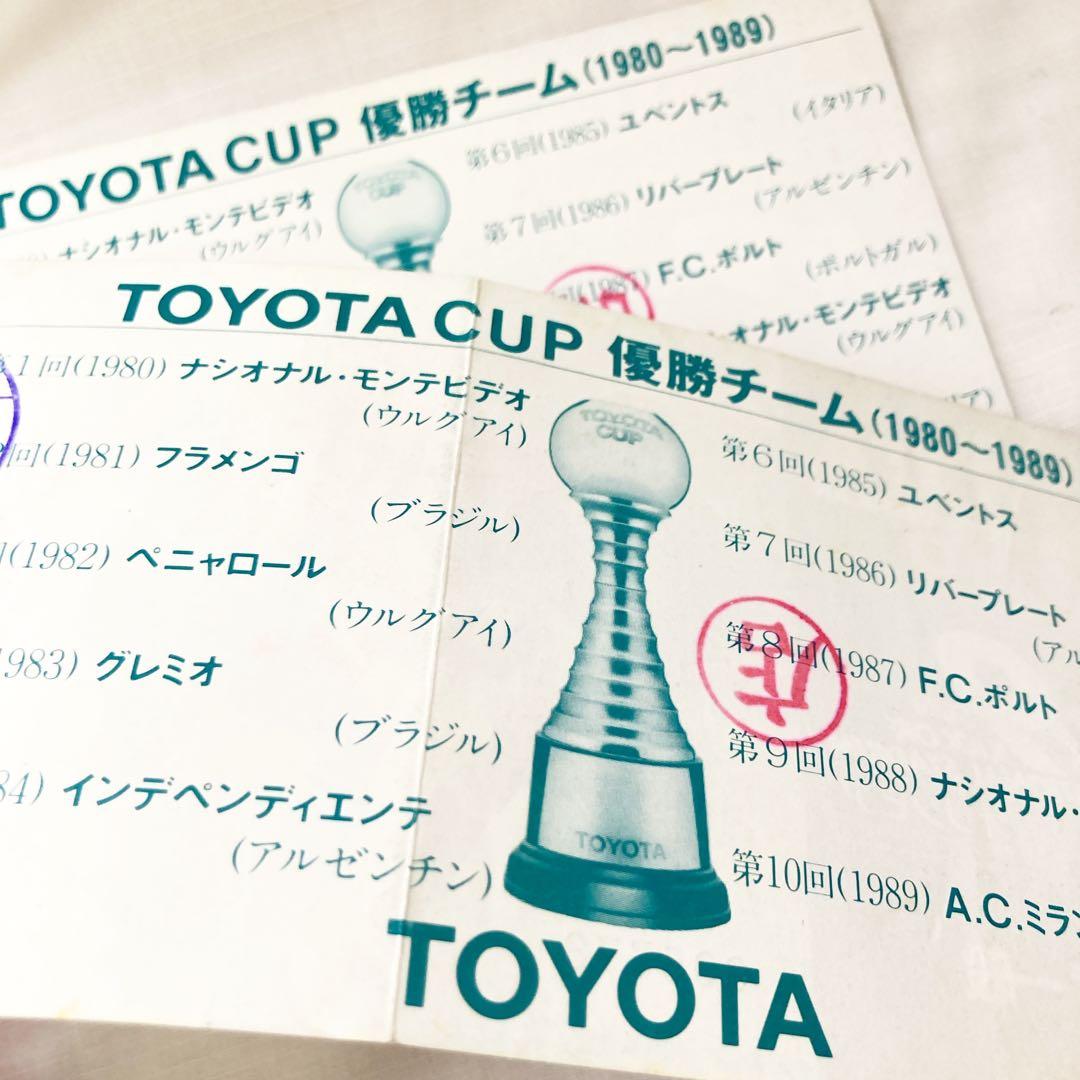 TOYOTA CUP 優勝チーム(1980〜1989)
ナシオナル・モンテビデオ
(ウルグアイ)
TOYOTA
CUP
第6回(1985) ユベントス
(イタリア)
第7回(1986) リバープレート
(アルゼンチン)
F.C.ポルト
(ポルトガル)
オナル・モンテビデオ
(ウルグアイ)
TOYOTA CUP 優勝チーム(1980〜1989)
1回(1980) ナシオナル・モンテビデオ
(ウルグアイ)
回(1981) フラメンゴ
(ブラジル)
(1982) ペニャロール
(ウルグアイ)
983) グレミオ
(ブラジル)
84) インデペンディエンテ
(アルゼンチン)
TOYOTA
CUP
TOYOTA
第6回(1985) ユベントス
第7回(1986) リバープレート
(アル
第8回(1987) F.C.ポルト
第9回(1988) ナシオナル・
第10回(1989) A.C.ミラン
TOYOTA